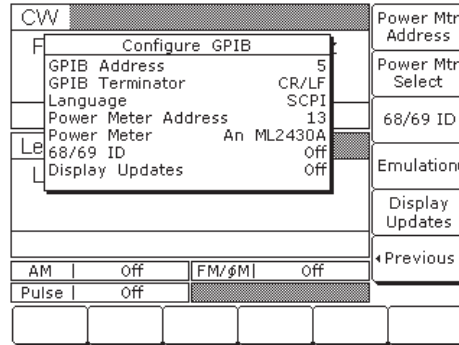 CW
Configure GPIB
GPIB Address 5
GPIB Terminator CR/LF
Language SCPI
Power Meter Address 13
Power Meter An ML2430A
68/69 ID Off
Display Updates Off
F
Le
L
AM Off FM/ϕM Off
Pulse Off
Power Mtr
Address
Power Mtr
Select
68/69 ID
Emulation
Display
Updates
Previous